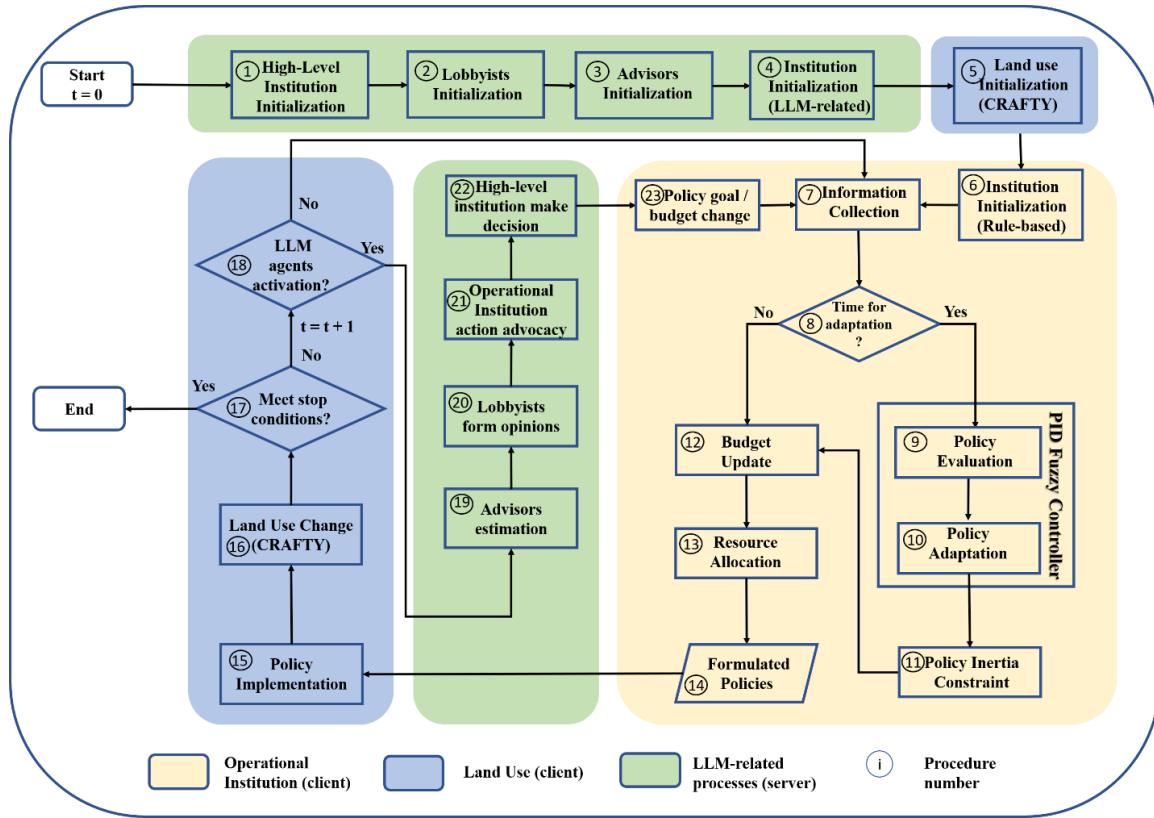 Start
t = 0
1 High-Level
Institution
Initialization
2 Lobbyists
Initialization
3 Advisors
Initialization
4 Institution
Initialization
(LLM-related)
5 Land use
Initialization
(CRAFTY)
6 Institution
Initialization
(Rule-based)
7 Information
Collection
23 Policy goal /
budget change
22 High-level
institution make
decision
No
Yes
18 LLM
agents
activation?
t = t + 1
21 Operational
Institution
action advocacy
No
8 Time for
adaptation
?
Yes
No
Yes
17 Meet stop
conditions?
End
20 Lobbyists
form opinions
12 Budget
Update
9 Policy
Evaluation
PID Fuzzy Controller
10 Policy
Adaptation
19 Advisors
estimation
Land Use Change
16 (CRAFTY)
13 Resource
Allocation
15 Policy
Implementation
Formulated
14 Policies
11 Policy Inertia
Constraint
Operational
Institution (client)
Land Use (client)
LLM-related
processes (server)
i Procedure
number